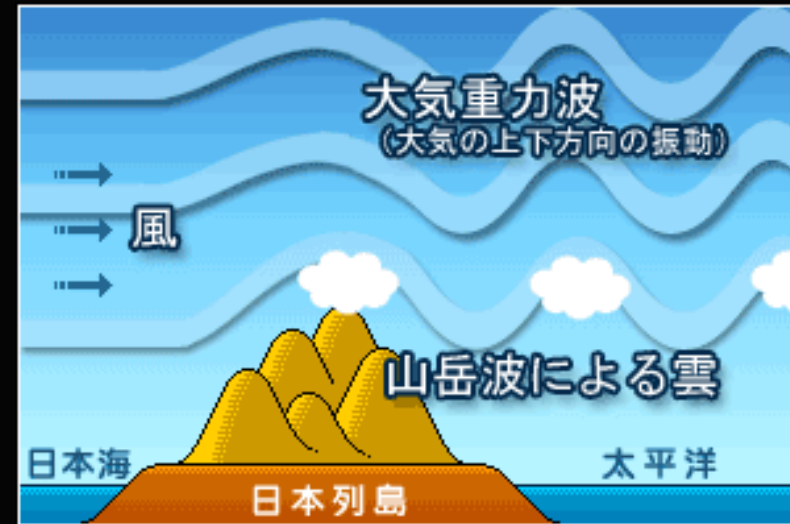 大気重力波
（大気の上下方向の振動）
風
山岳波による雲
日本海
太平洋
日本列島